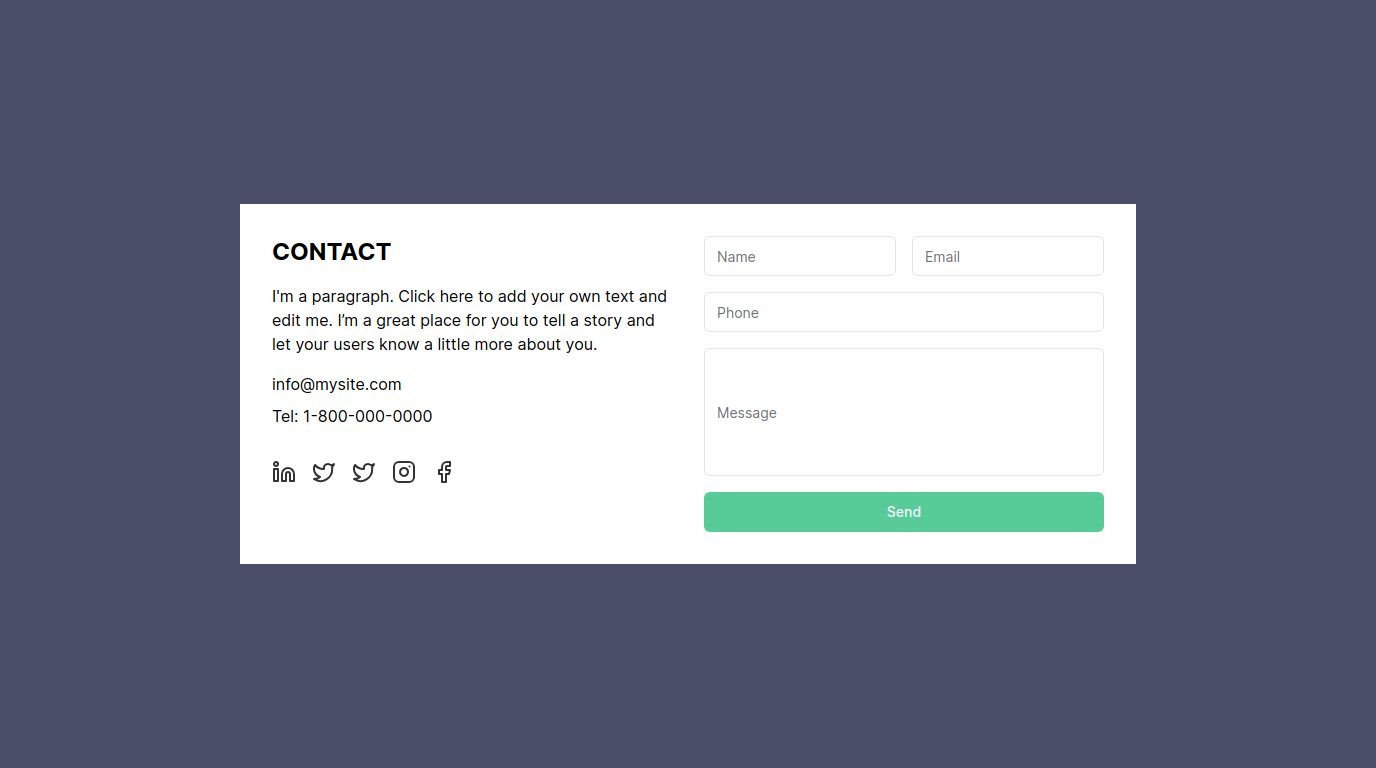 CONTACT
I'm a paragraph. Click here to add your own text and
edit me. I’m a great place for you to tell a story and
let your users know a little more about you.
info@mysite.com
Tel: 1-800-000-0000
Name
Email
Phone
Message
Send